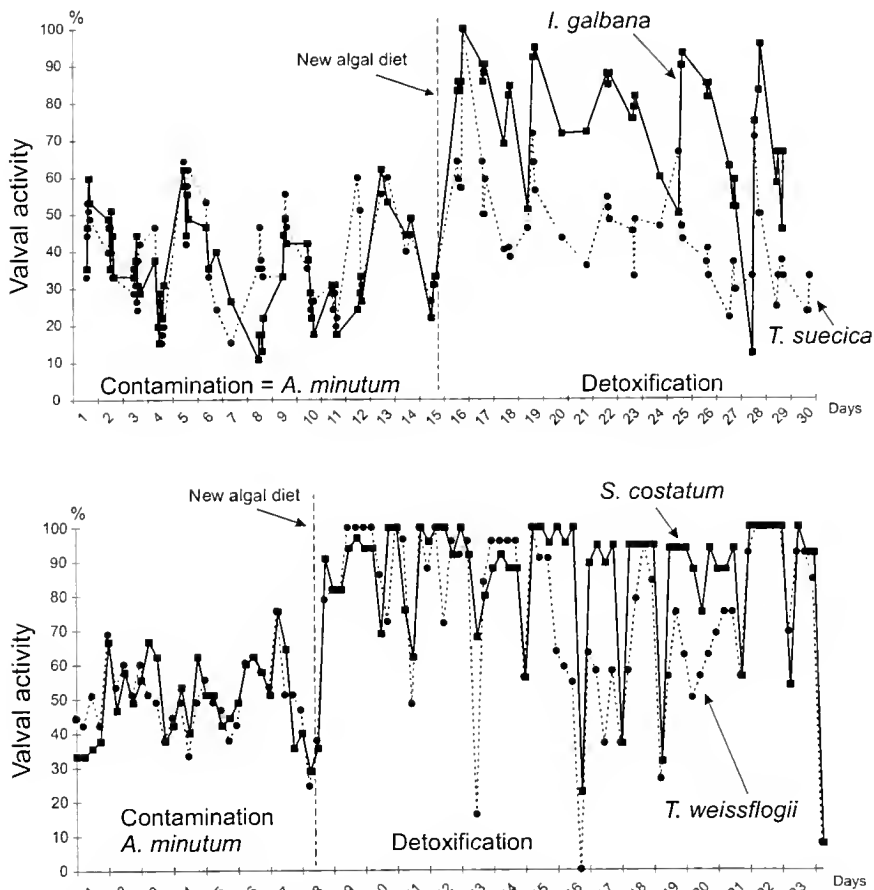 %
100
90
80
70
60
50
40
30
20
10
0
Valval activity
New algal diet
I. galbana
T. suecica
Contamination = A. minutum
Detoxification
1 2 3 4 5 6 7 8 9 10 11 12 13 14 15 16 17 18 19 20 21 22 23 24 25 26 27 28 29 30 Days
%
100
90
80
70
60
50
40
30
20
10
0
Valval activity
New algal diet
S. costatum
T. weissflogii
Contamination
A. minutum
Detoxification
Days